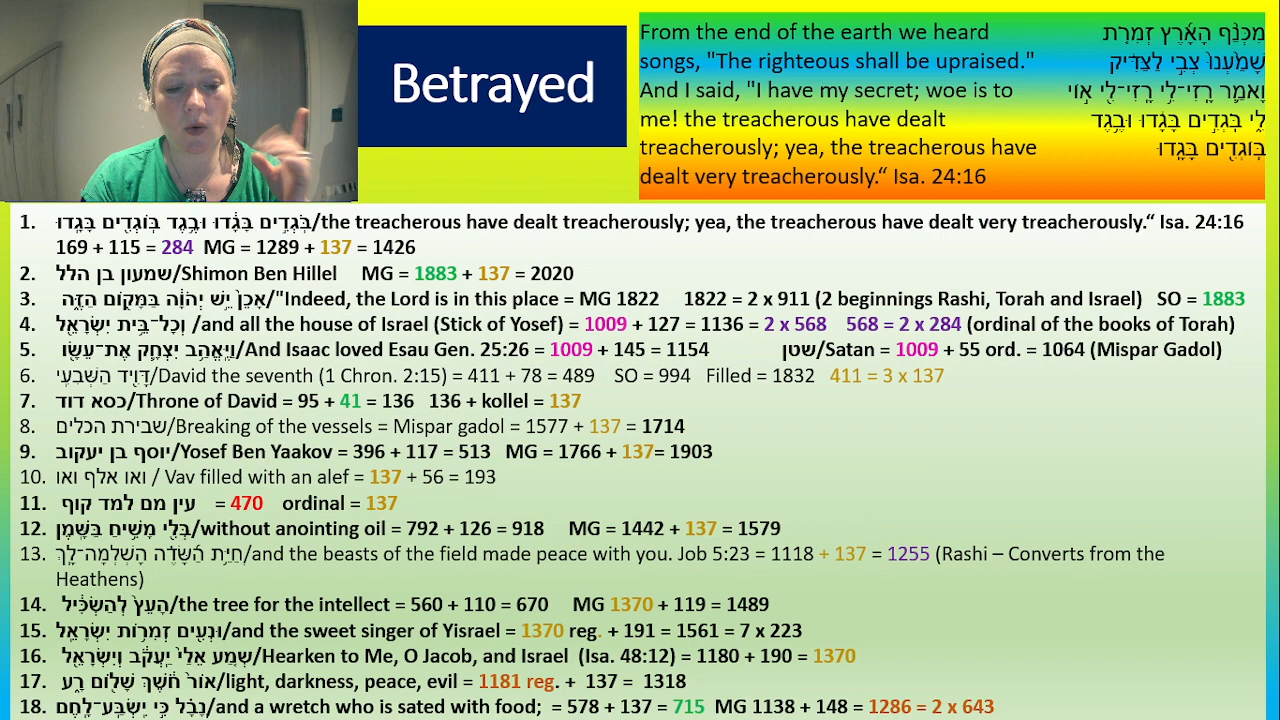 Betrayed
From the end of the earth we heard
songs, "The righteous shall be upraised."
And I said, "I have my secret; woe is to
me! the treacherous have dealt
treacherously; yea, the treacherous have
dealt very treacherously.“ Isa. 24:16
מִכְּנַ֨ף הָאָ֜רֶץ זְמִרֹ֤ת
שָׁמַ֙עְנוּ֙ צְבִ֣י לַצַּדִּ֔יק
וָאֹמַ֛ר רָֽזִי־לִ֥י רָֽזִי־לִ֖י א֣וֹי
לִ֑י בֹּגְדִ֣ים בָּגָ֔דוּ וּבֶ֥גֶד
בּוֹגְדִ֖ים בָּגָֽדוּ
1. בֹּגְדִ֣ים בָּגָ֔דוּ וּבֶ֥גֶד בּוֹגְדִ֖ים בָּגָֽדוּ/the treacherous have dealt treacherously; yea, the treacherous have dealt very treacherously.“ Isa. 24:16
169 + 115 = 284 MG = 1289 + 137 = 1426
2. שמעון בן הלל/Shimon Ben Hillel MG = 1883 + 137 = 2020
3. אָכֵן֙ יֵ֣שׁ יְהֹוָ֔ה בַּמָּק֖וֹם הַזֶּ֑ה/"Indeed, the Lord is in this place = MG 1822 1822 = 2 x 911 (2 beginnings Rashi, Torah and Israel) SO = 1883
4. וְכׇל־בֵּ֣ית יִשְׂרָאֵ֔ל /and all the house of Israel (Stick of Yosef) = 1009 + 127 = 1136 = 2 x 568 568 = 2 x 284 (ordinal of the books of Torah)
5. וַיֶּאֱהַ֥ב יִצְחָ֛ק אֶת־עֵשָׂ֖ו/And Isaac loved Esau Gen. 25:26 = 1009 + 145 = 1154 שטן/Satan = 1009 + 55 ord. = 1064 (Mispar Gadol)
6. דָּוִ֖יד הַשְּׁבִעִֽי/David the seventh (1 Chron. 2:15) = 411 + 78 = 489 SO = 994 Filled = 1832 411 = 3 x 137
7. כסא דוד/Throne of David = 95 + 41 = 136 136 + kollel = 137
8. שבירת הכלים/Breaking of the vessels = Mispar gadol = 1577 + 137 = 1714
9. יוסף בן יעקוב/Yosef Ben Yaakov = 396 + 117 = 513 MG = 1766 + 137= 1903
10. ואו אלף ואו / Vav filled with an alef = 137 + 56 = 193
11. עין מם למד קוף = 470 ordinal = 137
12. בְּלִ֖י מָשִׁ֥יחַ בַּשָּֽׁמֶן/without anointing oil = 792 + 126 = 918 MG = 1442 + 137 = 1579
13. חַיַּ֥ת הַ֝שָּׂדֶ֗ה הׇשְׁלְמָה־לָֽךְ/and the beasts of the field made peace with you. Job 5:23 = 1118 + 137 = 1255 (Rashi – Converts from the
Heathens)
14. הָעֵץ֙ לְהַשְׂכִּ֔יל/the tree for the intellect = 560 + 110 = 670 MG 1370 + 119 = 1489
15. וּנְעִ֖ים זְמִר֥וֹת יִשְׂרָאֵֽל/and the sweet singer of Yisrael = 1370 reg. + 191 = 1561 = 7 x 223
16. שְׁמַ֤ע אֵלַי֙ יַֽעֲקֹ֔ב וְיִשְׂרָאֵ֖ל/Hearken to Me, O Jacob, and Israel (Isa. 48:12) = 1180 + 190 = 1370
17. אוֹר֙ חֹ֔שֶׁךְ שָׁל֖וֹם רָ֑ע/light, darkness, peace, evil = 1181 reg. + 137 = 1318
18. נָבָ֗ל כִּ֣י יִֽשְׂבַּֽע־לָֽחֶם/and a wretch who is sated with food; = 578 + 137 = 715 MG 1138 + 148 = 1286 = 2 x 643